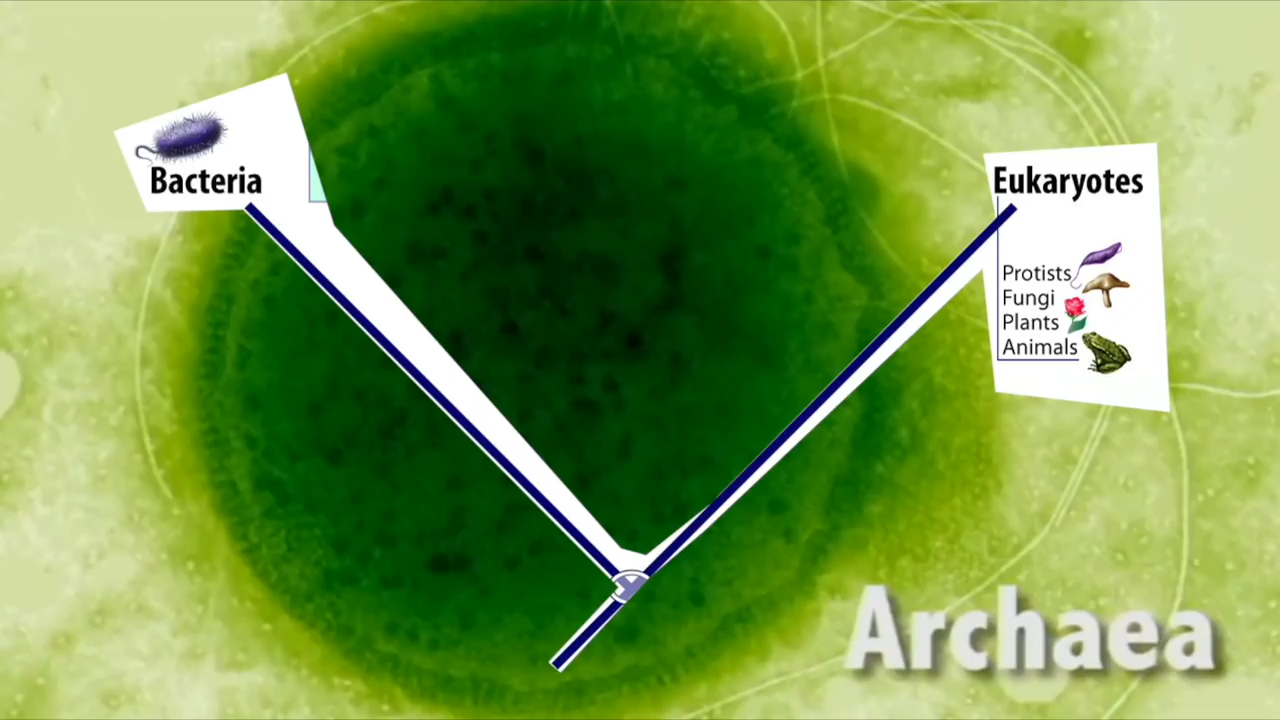 Bacteria
Eukaryotes
Protists
Fungi
Plants
Animals
Archaea